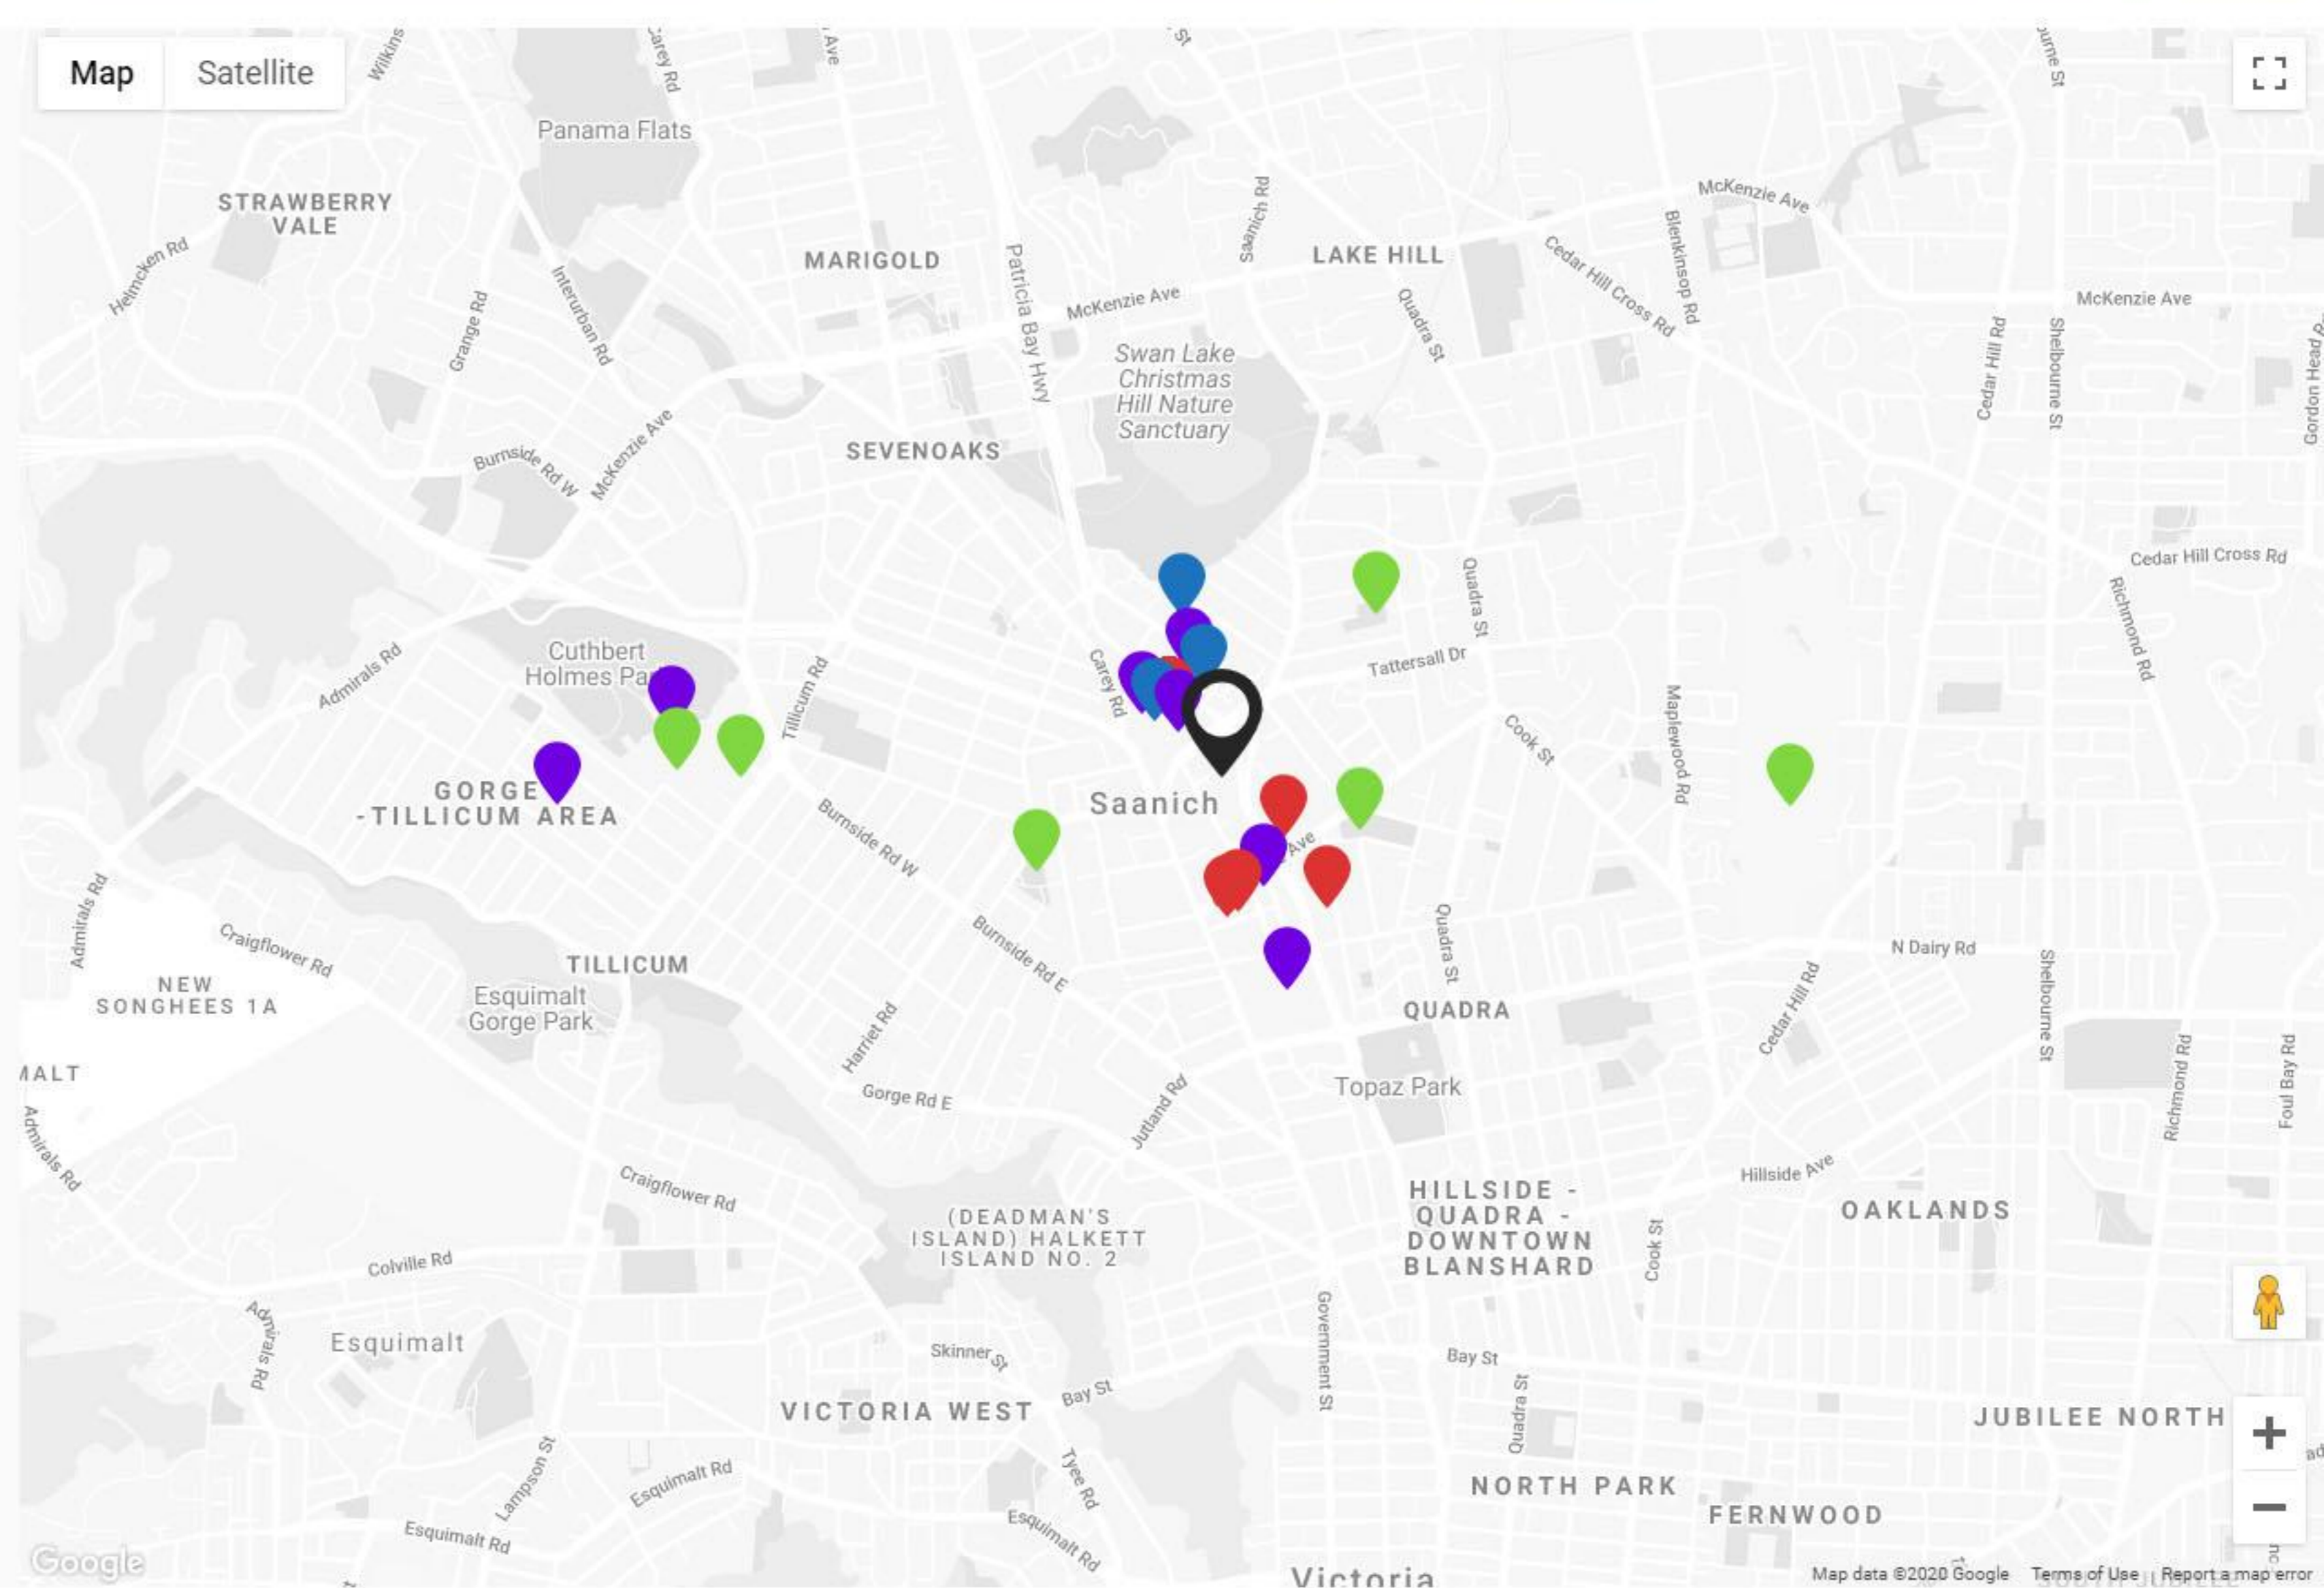 Map
Satellite
Wilkins
Carey Rd
Ave
St
Panama Flats
STRAWBERRY
VALE
Helmcken Rd
Grange Rd
Interurban Rd
MARIGOLD
Patricia Bay Hwy
McKenzie Ave
Saanich Rd
LAKE HILL
Quadra St
Cedar Hill Cross Rd
Blenkinsop Rd
McKenzie Ave
McKenzie Ave
Cedar Hill Rd
Shelbourne St
Gordon Head
Swan Lake
Christmas
Hill Nature
Sanctuary
SEVENOAKS
Burnside Rd W
McKenzie Ave
Cedar Hill Cross Rd
Richmond Rd
Quadra St
Tattersall Dr
Cuthbert
Holmes Pa
Admirals Rd
Tillicum Rd
Carey Rd
Cook St
Maplewood Rd
GORGE
-TILLICUM AREA
Burnside Rd W
Saanich
Ave
Admirals Rd
Craigflower Rd
NEW
SONGHEES 1A
TILLICUM
Esquimalt
Gorge Park
Burnside Rd E
Harriet Rd
Gorge Rd E
Jutland Rd
Quadra St
QUADRA
Topaz Park
N Dairy Rd
Cedar Hill Rd
Shelbourne St
Richmond Rd
Foul Bay Rd
MALT
Admirals Rd
Craigflower Rd
(DEADMAN'S
ISLAND) HALKETT
ISLAND NO. 2
HILLSIDE -
QUADRA -
DOWNTOWN
BLANSHARD
Hillside Ave
OAKLANDS
Cook St
Colville Rd
Admirals Rd
Esquimalt
Government St
Skinner St
Bay St
Bay St
Quadra St
VICTORIA WEST
JUBILEE NORTH
Lampson St
Esquimalt Rd
Tyee Rd
NORTH PARK
FERNWOOD
Esquimalt Rd
Esquimalt Rd
Victoria
Google
Map data ©2020 Google
Terms of Use
Report a map error